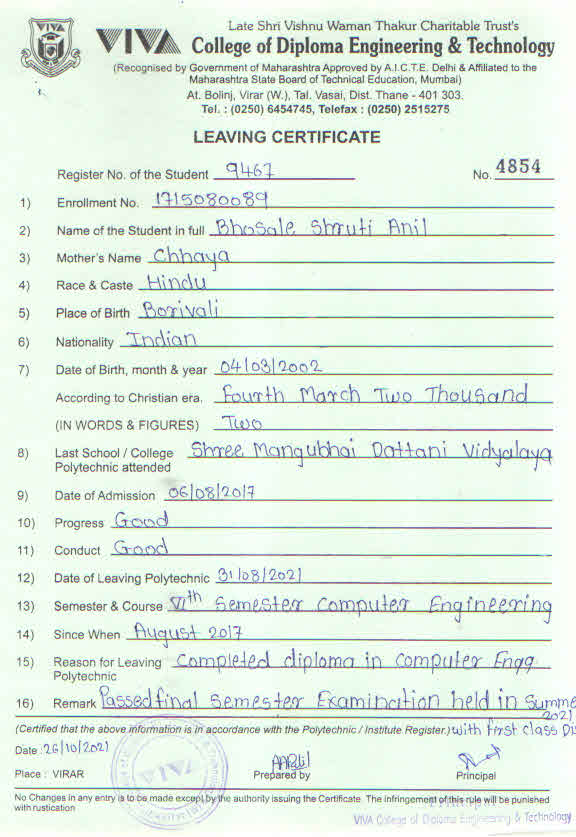 Late Shri Vishnu Waman Thakur Charitable Trust's
VIVA College of Diploma Engineering & Technology
(Recognised by Government of Maharashtra Approved by A.I.C.T.E. Delhi & Affiliated to the
Maharashtra State Board of Technical Education, Mumbai)
At. Bolinj, Virar (W.), Tal. Vasai, Dist. Thane - 401 303.
Tel. : (0250) 6454745, Telefax : (0250) 2515275
LEAVING CERTIFICATE
Register No. of the Student 9467 No. 4854
1) Enrollment No. 1715080089
2) Name of the Student in full Bhosale Shruti Anil
3) Mother's Name Chhaya
4) Race & Caste Hindu
5) Place of Birth Borivali
6) Nationality Indian
7) Date of Birth, month & year 04/03/2002
According to Christian era. Fourth March Two Thousand
(IN WORDS & FIGURES) Two
8) Last School / College Shree Mangubhai Dattani Vidyalaya
Polytechnic attended
9) Date of Admission 06/08/2017
10) Progress Good
11) Conduct Good
12) Date of Leaving Polytechnic 31/08/2021
13) Semester & Course VIth Semester Computer Engineering
14) Since When August 2017
15) Reason for Leaving Completed diploma in Computer Engg.
Polytechnic
16) Remark Passed final Semester Examination held in Summe
2021
(Certified that the above information is in accordance with the Polytechnic / Institute Register.) with first class Dis
Date : 26/10/2021
Place : VIRAR Prepared by Principal
No Changes in any entry is to be made except by the authority issuing the Certificate. The infringement of this rule will be punished
with rustication
VIVA College of Diploma Engineering & Technology